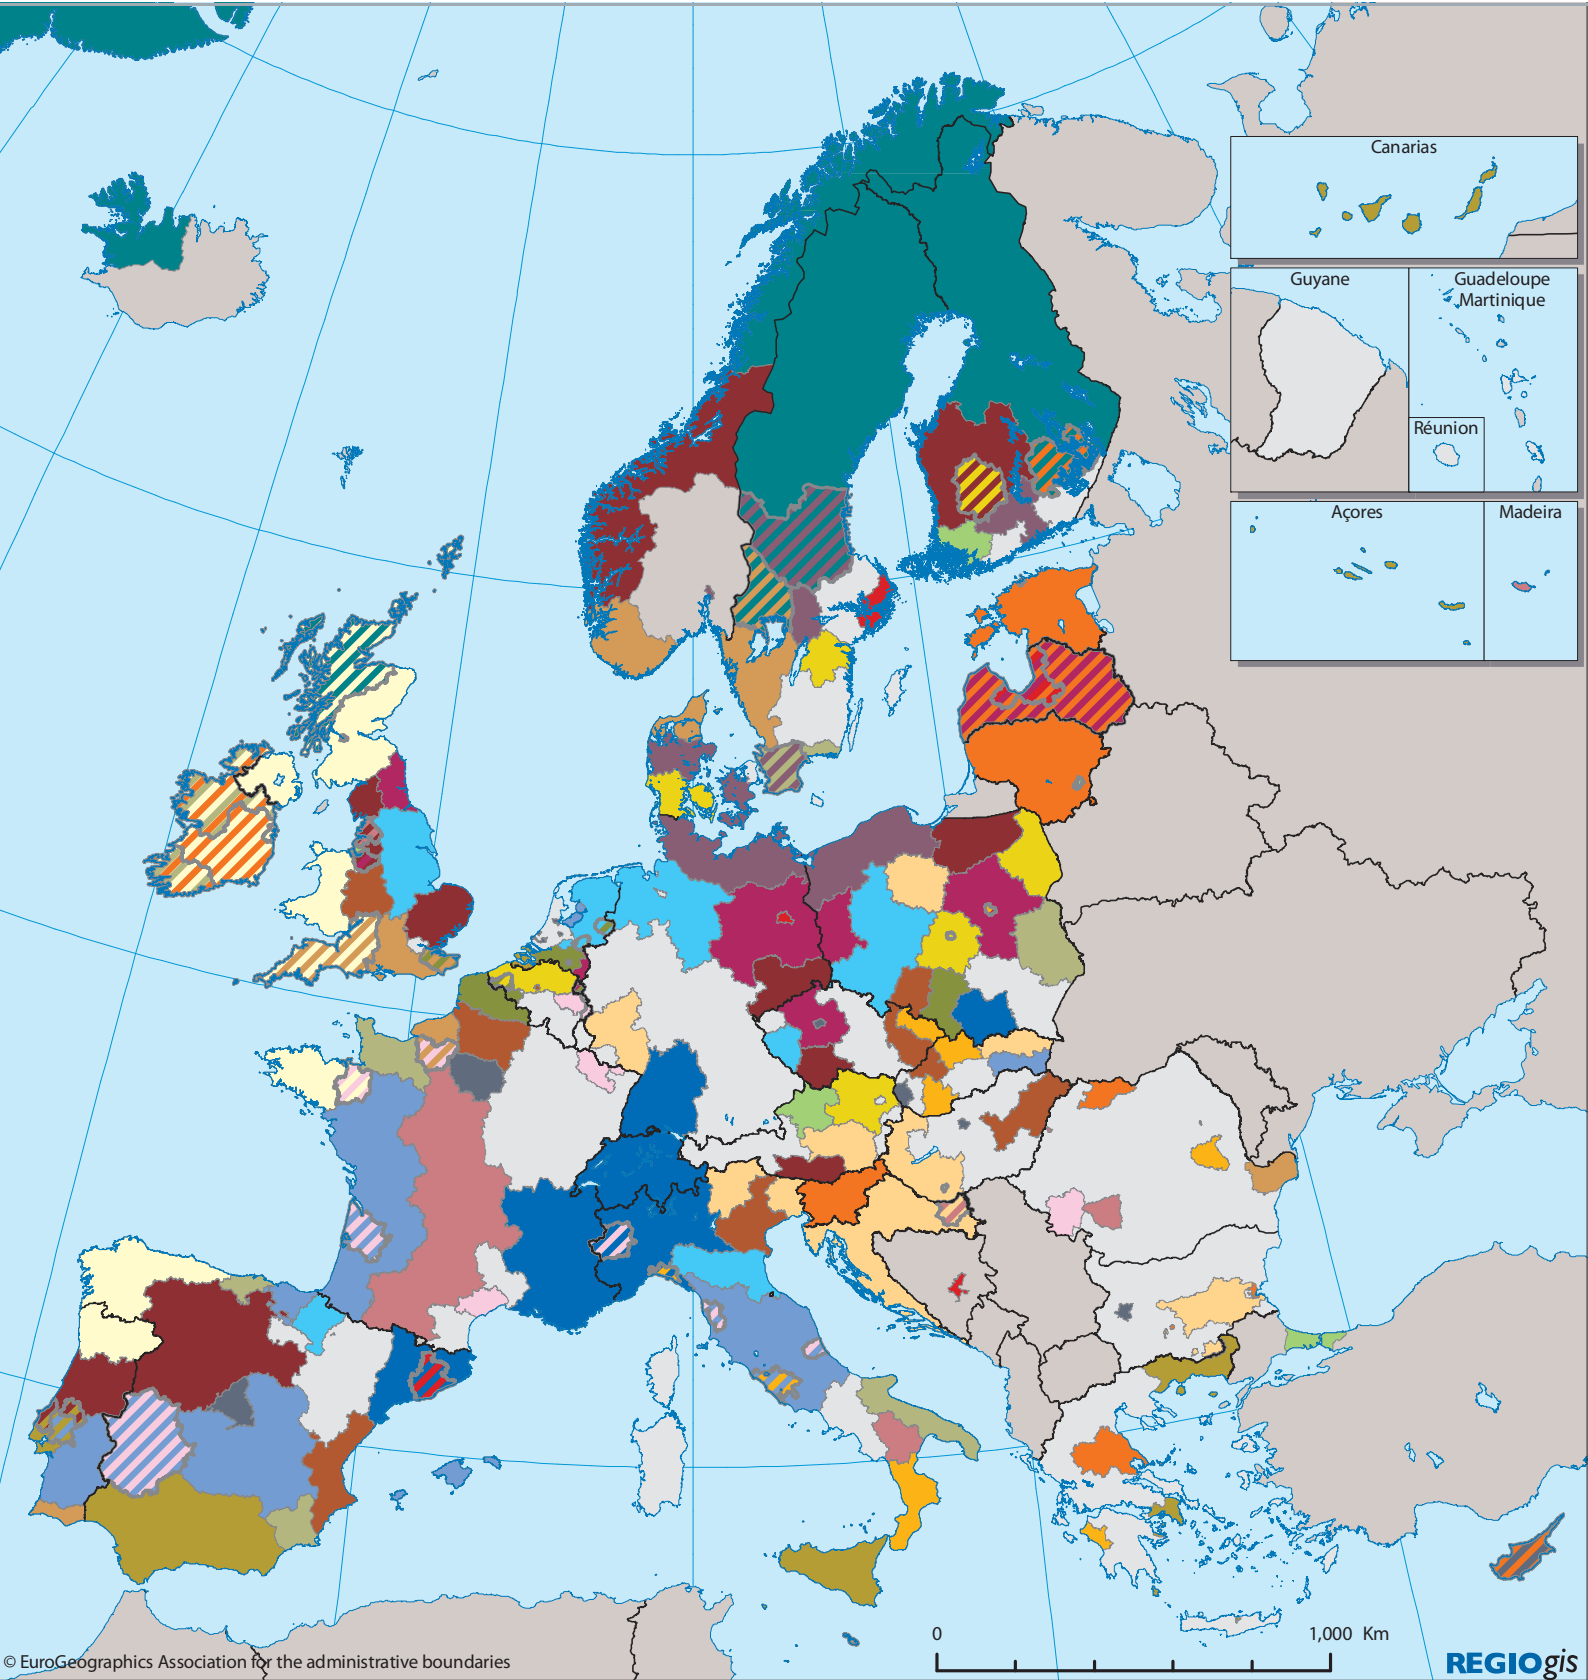 Canarias
Guyane
Guadeloupe
Martinique
Réunion
Açores
Madeira
0
1,000 Km
© EuroGeographics Association for the administrative boundaries
REGIOgis